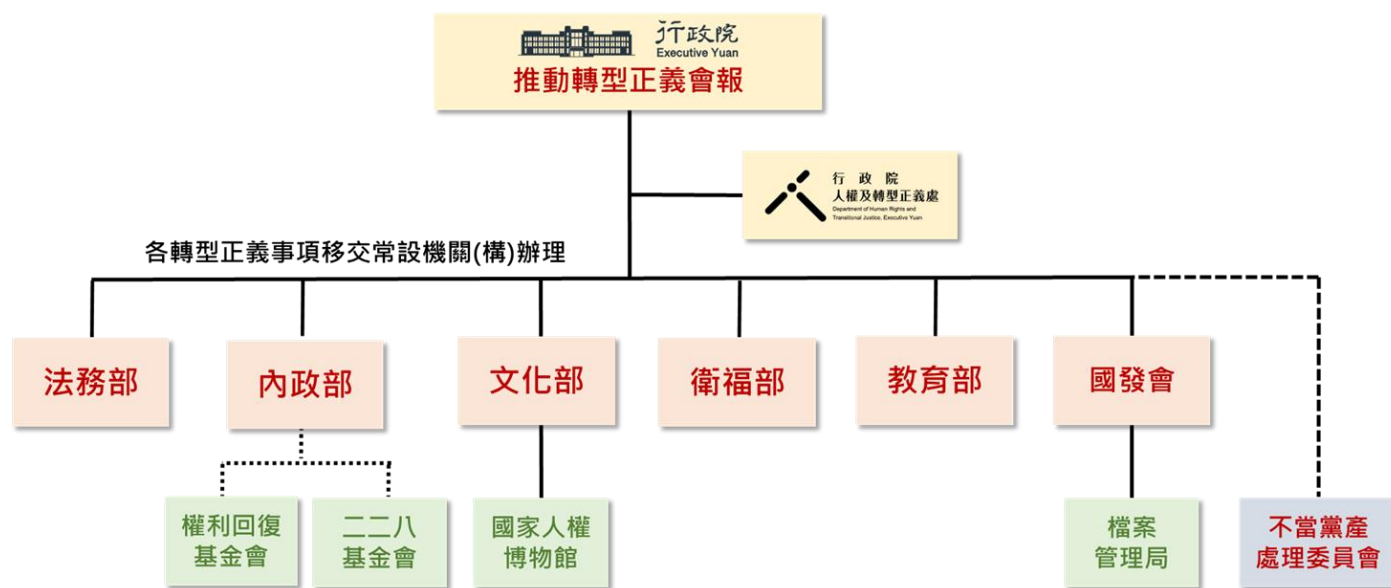 行政院
Executive Yuan
推動轉型正義會報
行 政 院
人權及轉型正義處
Department of Human Rights and
Transitional Justice, Executive Yuan
各轉型正義事項移交常設機關(構)辦理
法務部
內政部
文化部
衛福部
教育部
國發會
權利回復
基金會
二二八
基金會
國家人權
博物館
檔案
管理局
不當黨產
處理委員會